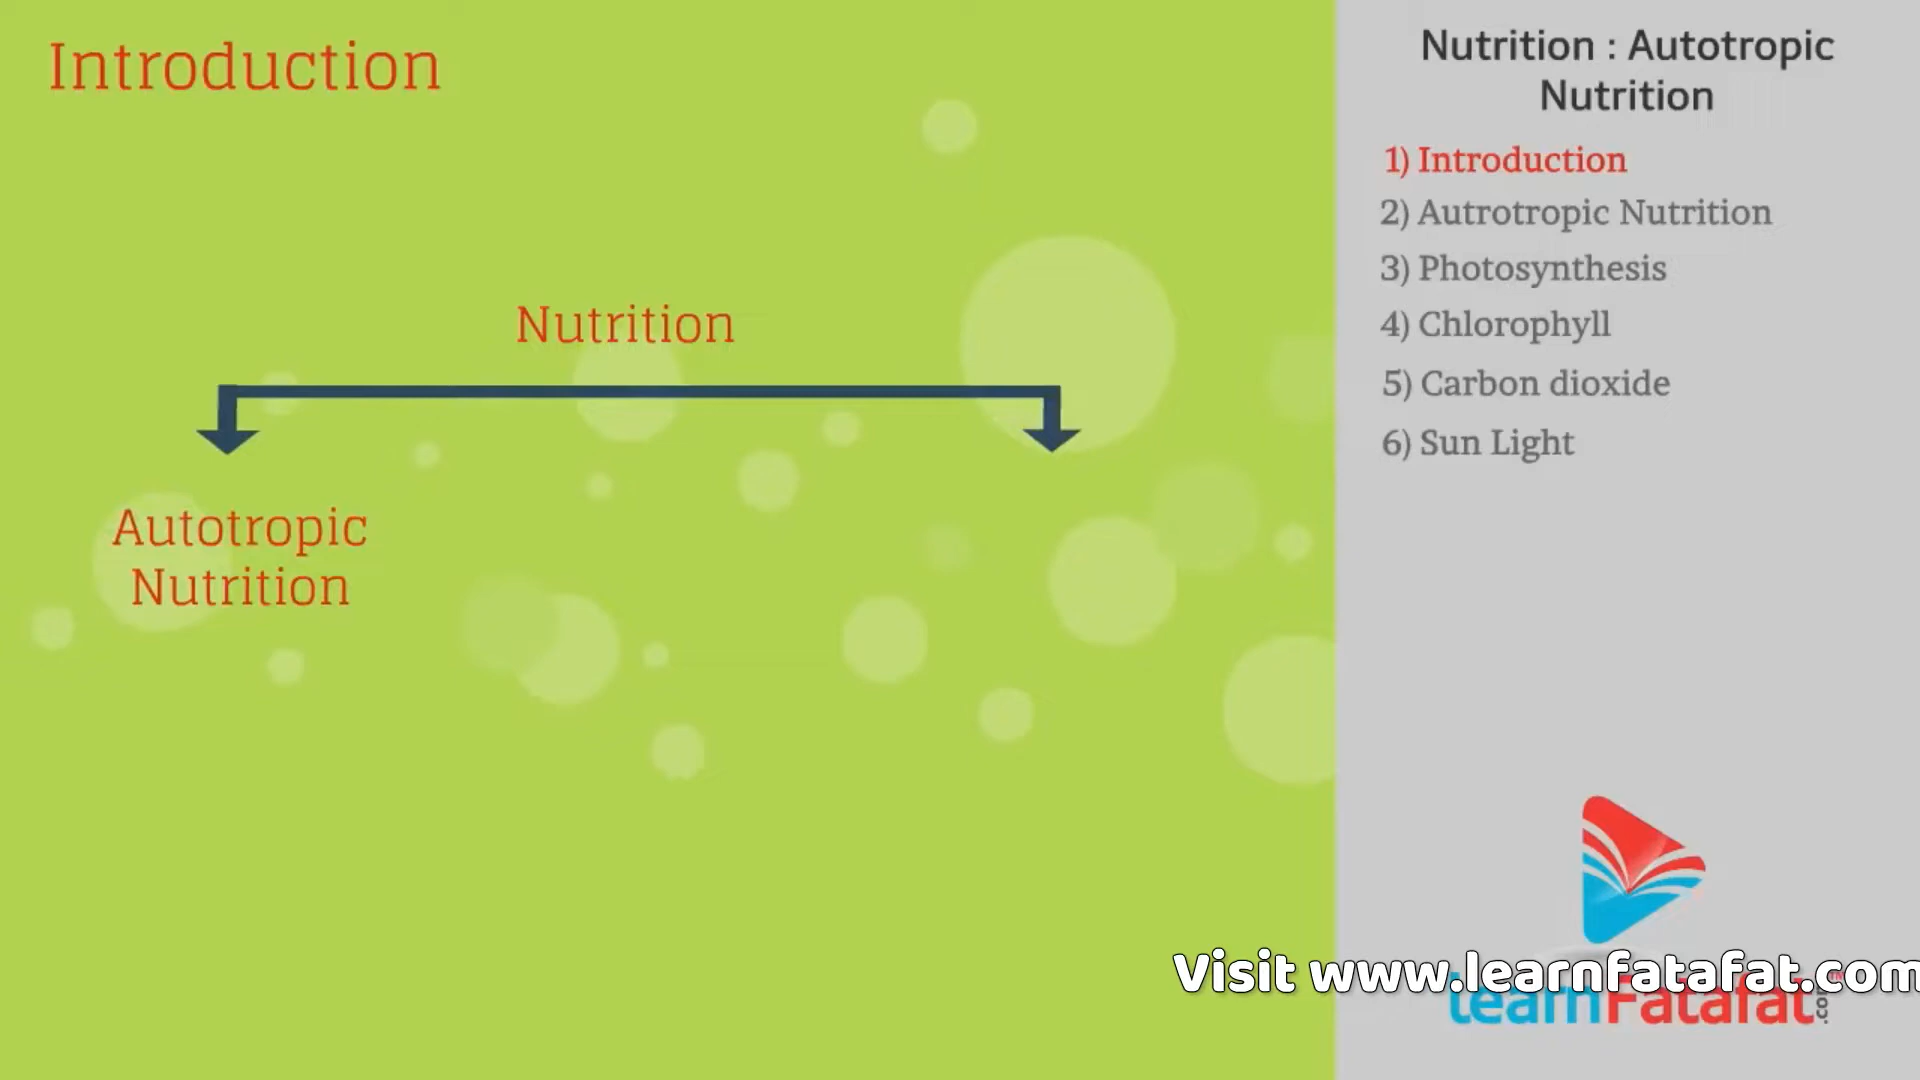 Introduction
Nutrition
Autotropic
Nutrition
Nutrition : Autotropic
Nutrition
1) Introduction
2) Autrotropic Nutrition
3) Photosynthesis
4) Chlorophyll
5) Carbon dioxide
6) Sun Light
Visit www.learnfatafat.com
learnFatafat.com™